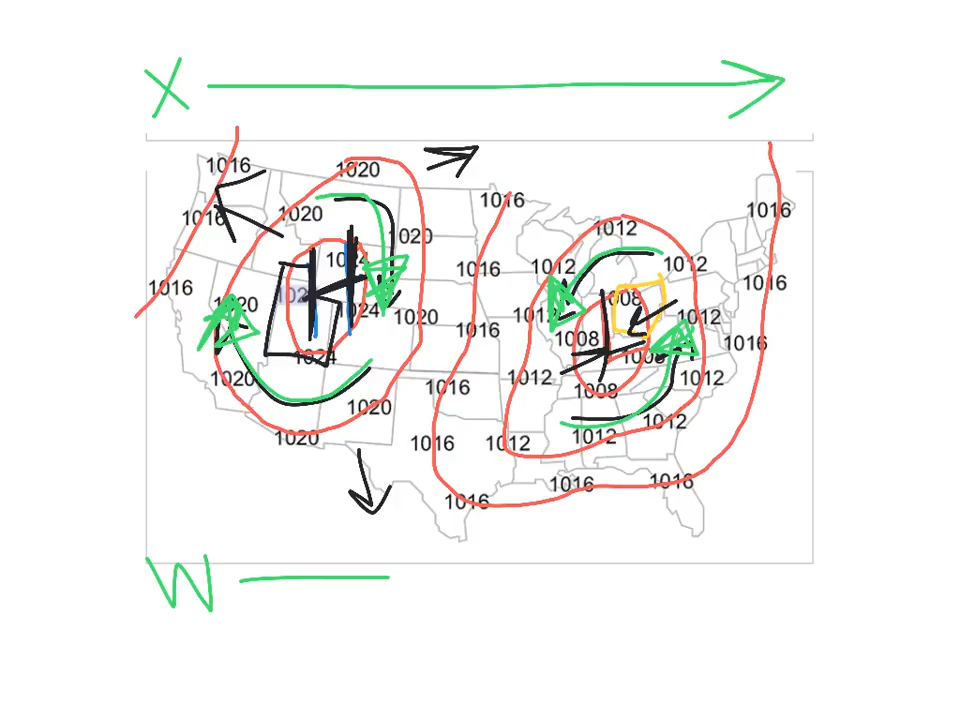 X
1016 1020
1016 1020 1016 1016
1020 1024 1012 1012 1012
1016 1020 1016 1016
1020 1024 1020 1012 1008 1012
1016 1008 1016
1024 1008
1020 1016 1012 1008 1012
1020 1012
1020 1016 1012 1012
1016 1016 1016
W